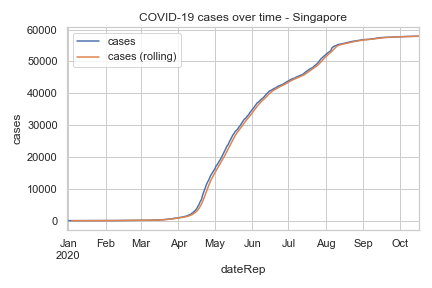 COVID-19 cases over time - Singapore
cases
cases (rolling)
60000
50000
40000
30000
20000
10000
0
cases
Jan Feb Mar Apr May Jun Jul Aug Sep Oct
2020
dateRep